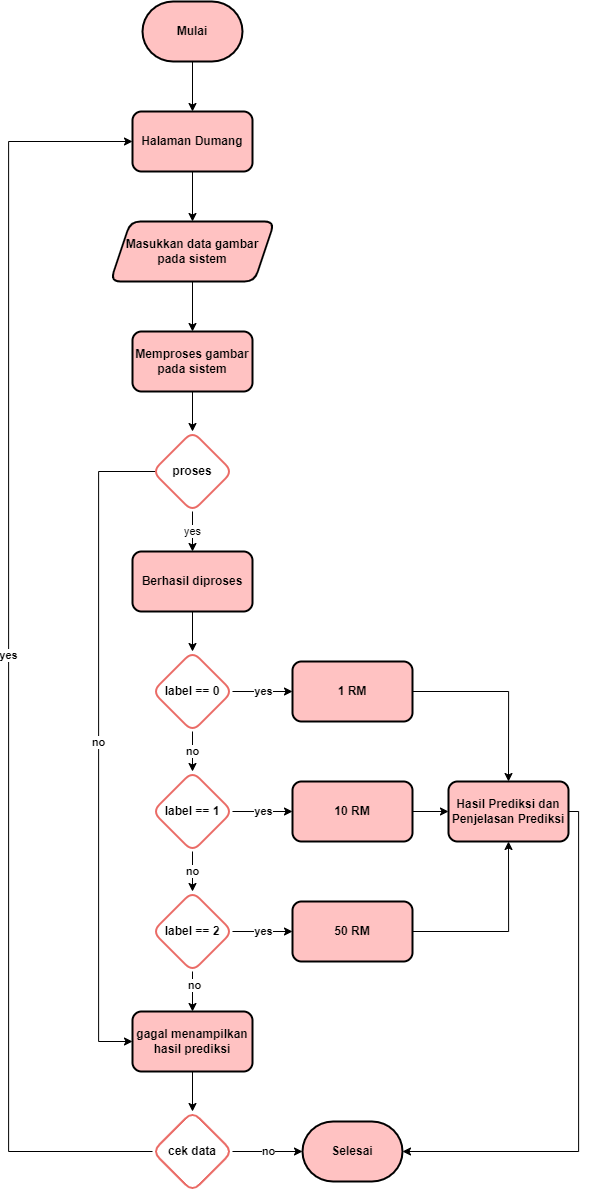 Mulai
Halaman Dumang
Masukkan data gambar
pada sistem
Memproses gambar
pada sistem
proses
yes
Berhasil diproses
yes
label == 0
yes
1 RM
no
no
label == 1
yes
10 RM
Hasil Prediksi dan
Penjelasan Prediksi
no
label == 2
yes
50 RM
no
gagal menampilkan
hasil prediksi
cek data
no
Selesai